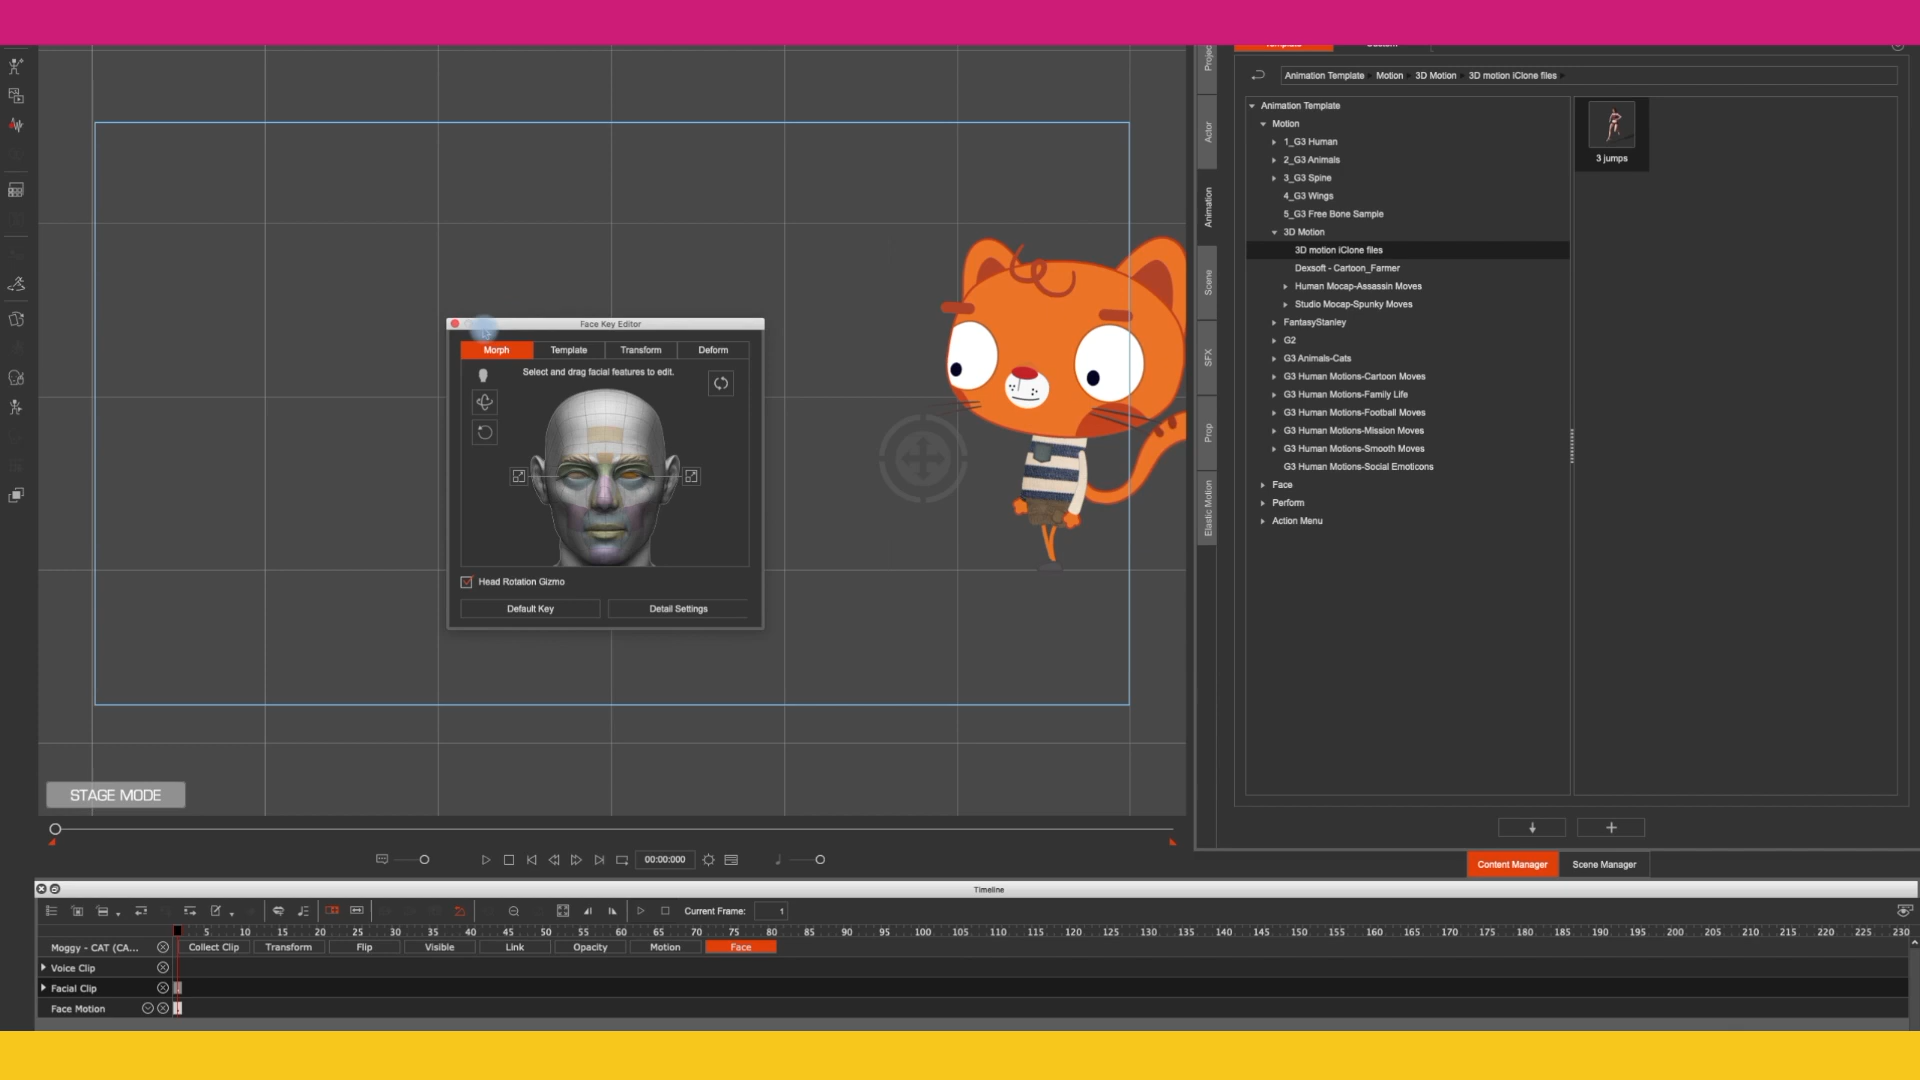 Template
Custom
Project
Actor
Animation
Scene
SFX
Prop
Elastic Motion
Animation Template Motion 3D Motion 3D motion iClone files
Animation Template
Motion
1_G3 Human
2_G3 Animals
3_G3 Spine
4_G3 Wings
5_G3 Free Bone Sample
3D Motion
3D motion iClone files
Dexsoft - Cartoon_Farmer
Human Mocap-Assassin Moves
Studio Mocap-Spunky Moves
FantasyStanley
G2
G3 Animals-Cats
G3 Human Motions-Cartoon Moves
G3 Human Motions-Family Life
G3 Human Motions-Football Moves
G3 Human Motions-Mission Moves
G3 Human Motions-Smooth Moves
G3 Human Motions-Social Emoticons
Face
Perform
Action Menu
3 jumps
Face Key Editor
Morph Template Transform Deform
Select and drag facial features to edit.
Head Rotation Gizmo
Default Key Detail Settings
STAGE MODE
00:00:000
Content Manager Scene Manager
Timeline
Current Frame: 1
5 10 15 20 25 30 35 40 45 50 55 60 65 70 75 80 85 90 95 100 105 110 115 120 125 130 135 140 145 150 155 160 165 170 175 180 185 190 195 200 205 210 215 220 225 230
Moggy - CAT (CA... Collect Clip Transform Flip Visible Link Opacity Motion Face
Voice Clip
Facial Clip
Face Motion